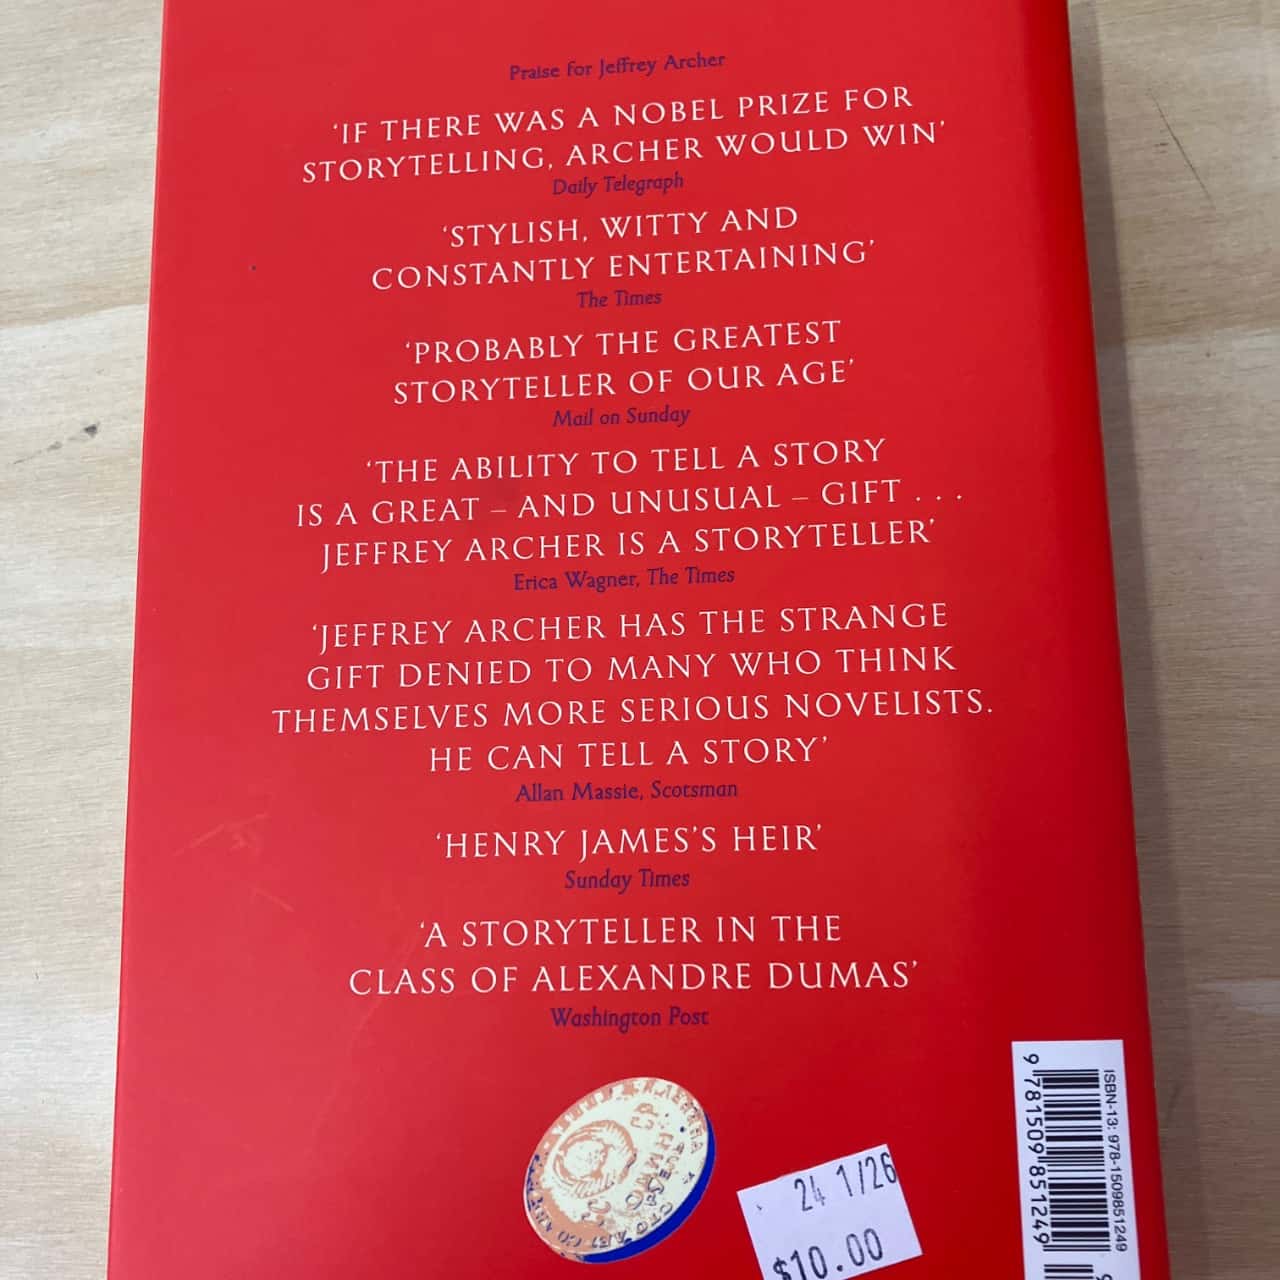 Praise for Jeffrey Archer
‘IF THERE WAS A NOBEL PRIZE FOR
STORYTELLING, ARCHER WOULD WIN’
Daily Telegraph
‘STYLISH, WITTY AND
CONSTANTLY ENTERTAINING’
The Times
‘PROBABLY THE GREATEST
STORYTELLER OF OUR AGE’
Mail on Sunday
‘THE ABILITY TO TELL A STORY
IS A GREAT – AND UNUSUAL – GIFT . . .
JEFFREY ARCHER IS A STORYTELLER’
Erica Wagner, The Times
‘JEFFREY ARCHER HAS THE STRANGE
GIFT DENIED TO MANY WHO THINK
THEMSELVES MORE SERIOUS NOVELISTS.
HE CAN TELL A STORY’
Allan Massie, Scotsman
‘HENRY JAMES’S HEIR’
Sunday Times
‘A STORYTELLER IN THE
CLASS OF ALEXANDRE DUMAS’
Washington Post
24 1/26
$10.00
ISBN-13: 978-1509851249
9 781509 851249